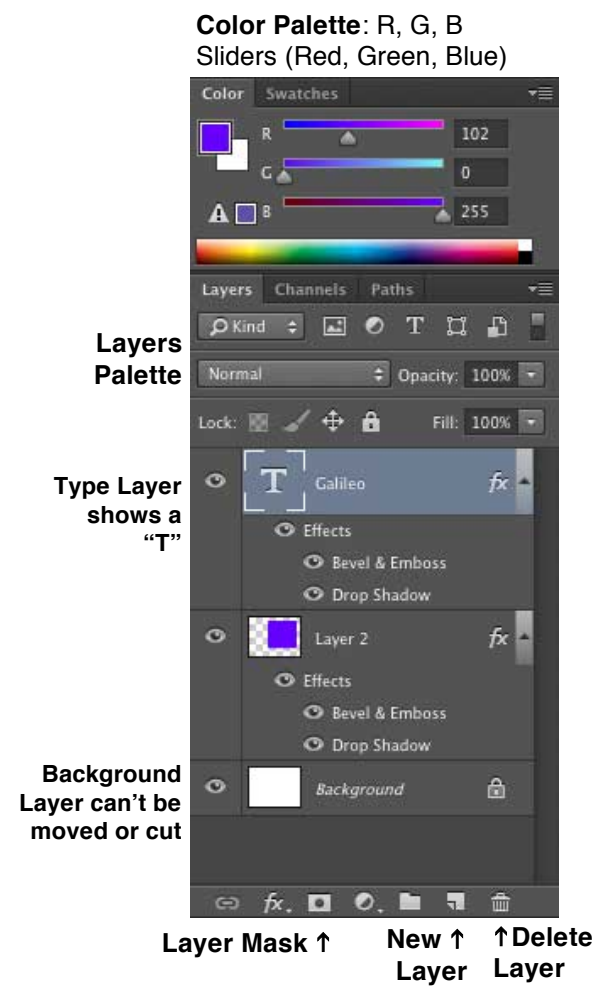 Color Palette: R, G, B
Sliders (Red, Green, Blue)
Color Swatches
R 102
G 0
B 255
Layers Channels Paths
Layers
Palette
Kind T
Normal Opacity: 100%
Lock: Fill: 100%
Type Layer
shows a
“T”
T Galileo fx
Effects
Bevel & Emboss
Drop Shadow
Layer 2 fx
Effects
Bevel & Emboss
Drop Shadow
Background
Layer can’t be
moved or cut
Background
fx.
Layer Mask ↑
New ↑
Layer
↑Delete
Layer